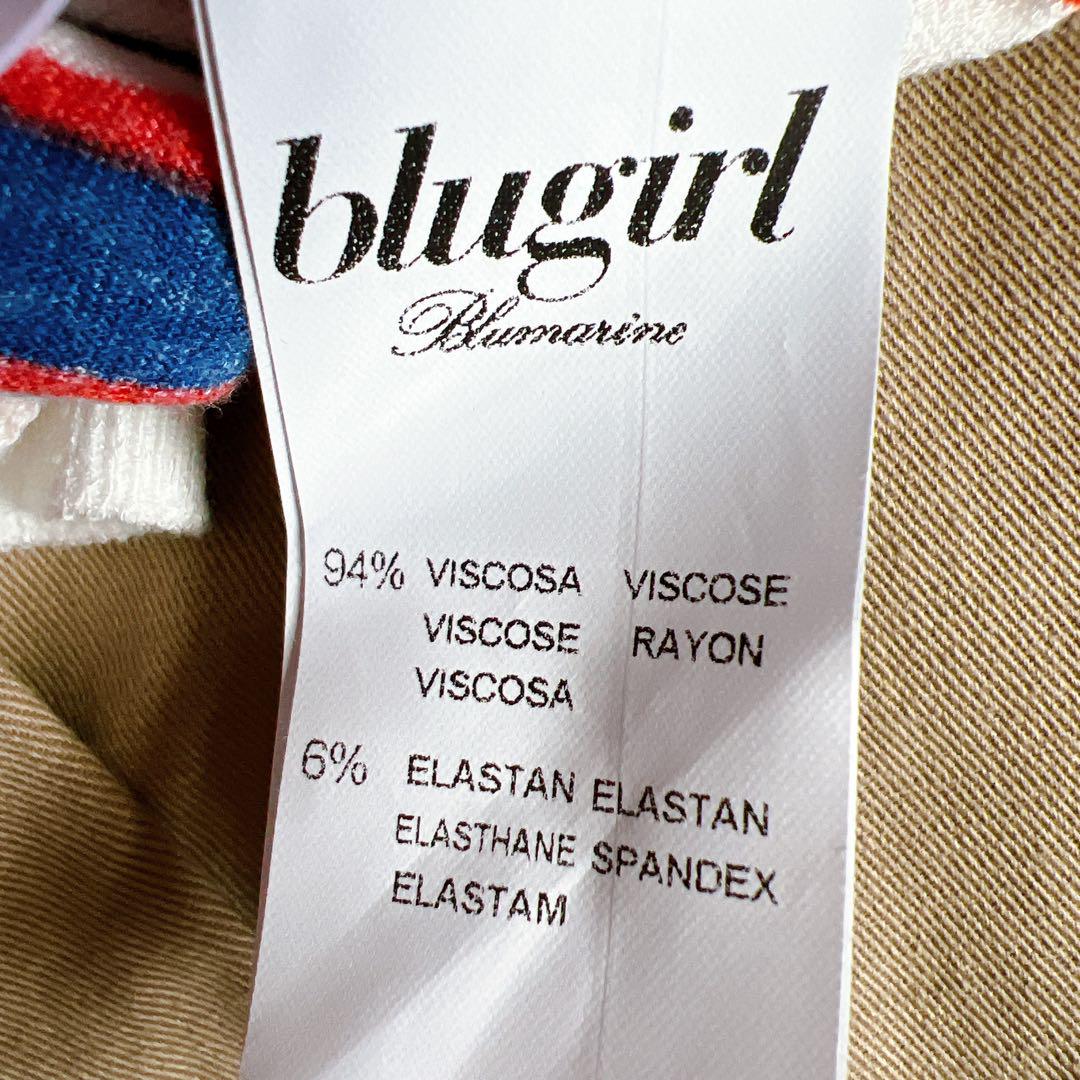 blugirl
Blumarine
94% VISCOSA VISCOSE
VISCOSE RAYON
VISCOSA
6% ELASTAN ELASTAN
ELASTHANE SPANDEX
ELASTAM